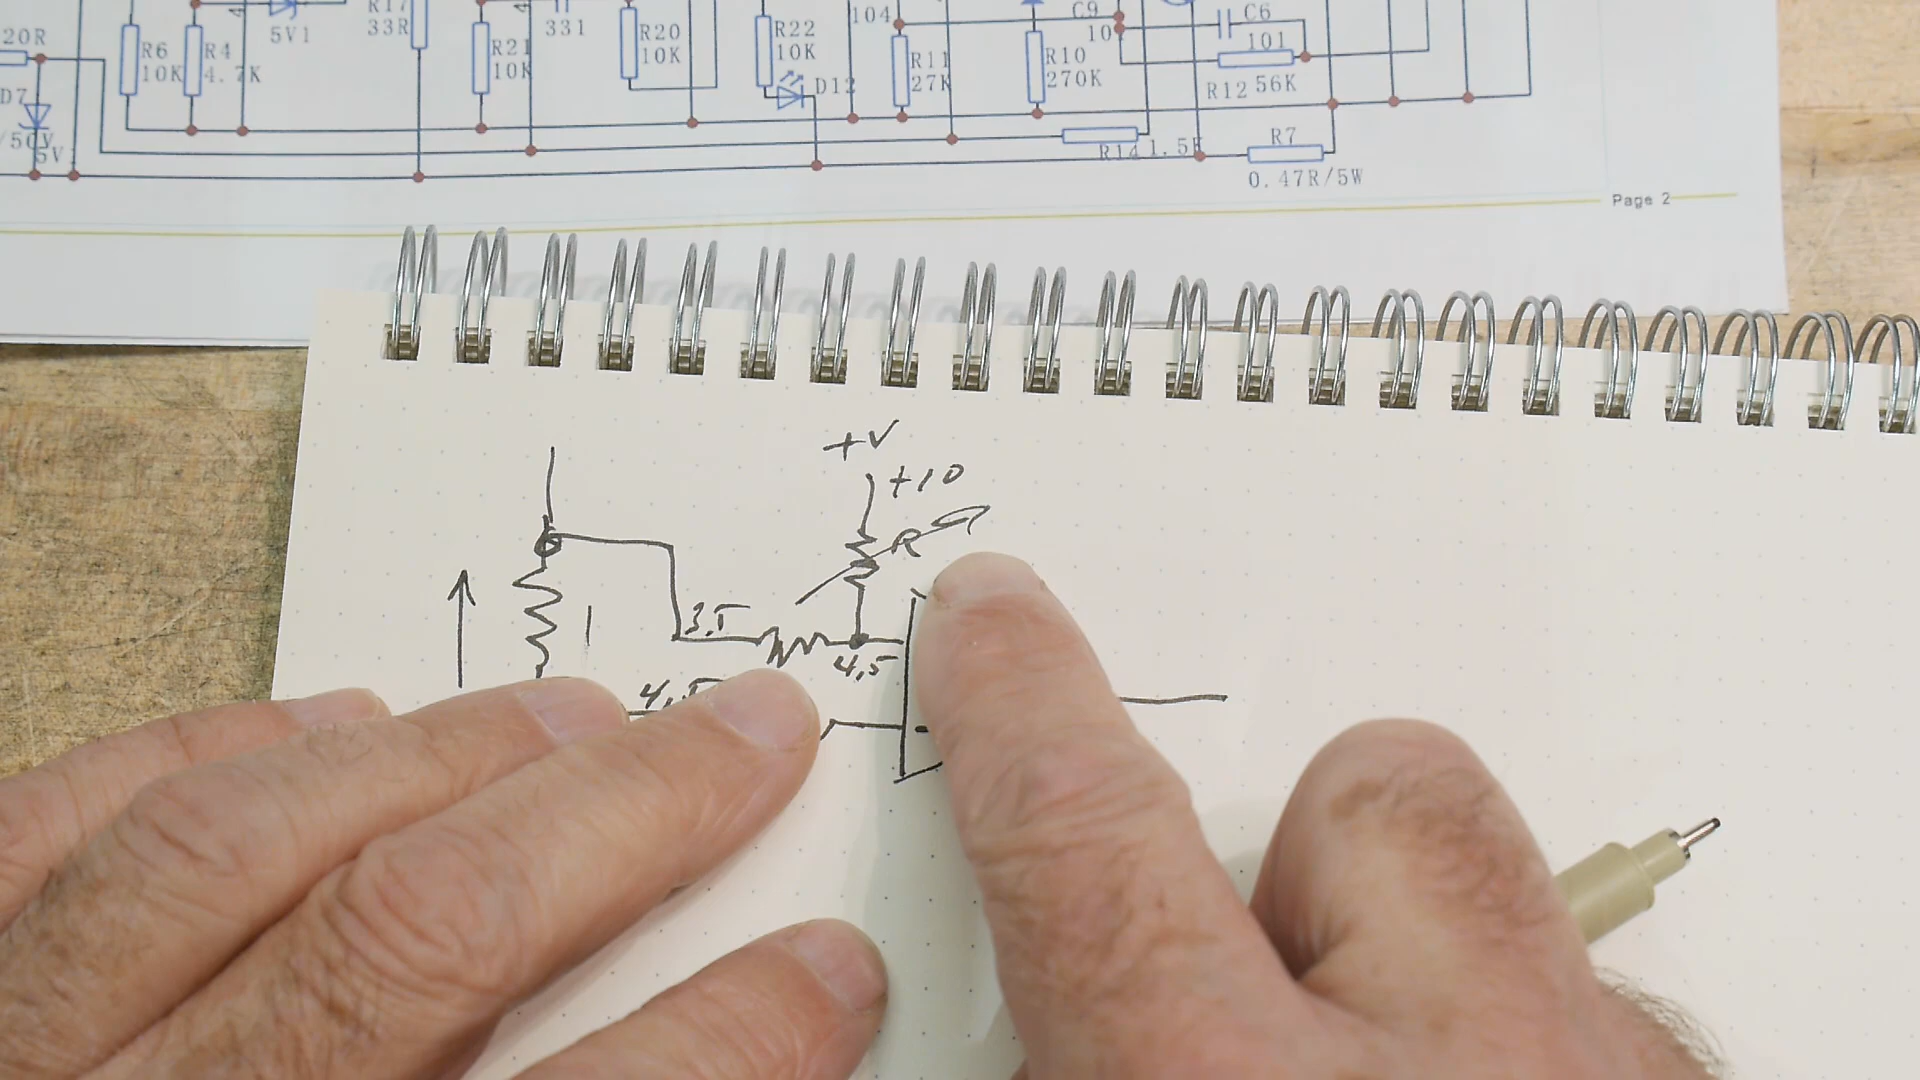 20R
R6
10K
R4
4.7K
5V1
R17
33R
R21
10K
331
R20
10K
R22
10K
D12
104
R11
27K
C9
10
R10
270K
C6
101
R12 56K
D7
/50V
5V
R14 1.5
R7
0.47R/5W
Page 2
+V
+10
R
3,5
4,5
4,5